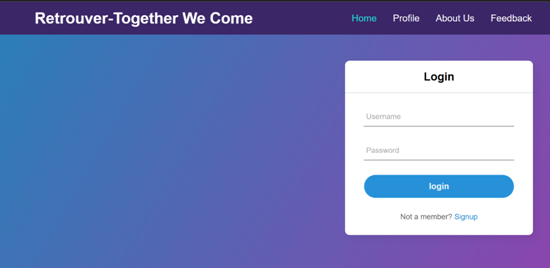 Retrouver-Together We Come
Home Profile About Us Feedback
Login
Username
Password
login
Not a member? Signup